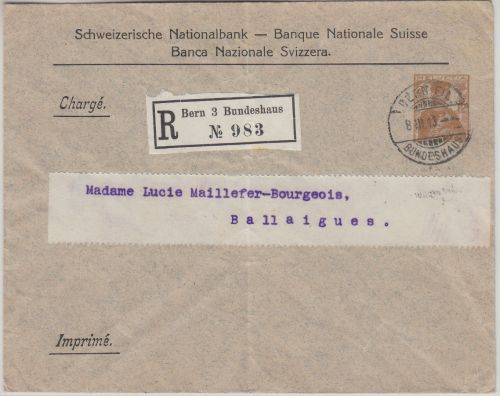 Schweizerische Nationalbank — Banque Nationale Suisse
Banca Nazionale Svizzera.
Chargé.
R
Bern 3 Bundeshaus
№ 983
HELVETIA
BUNDESHAUS
Madame Lucie Maillefer-Bourgeois,
Ballaigues.
Imprimé.